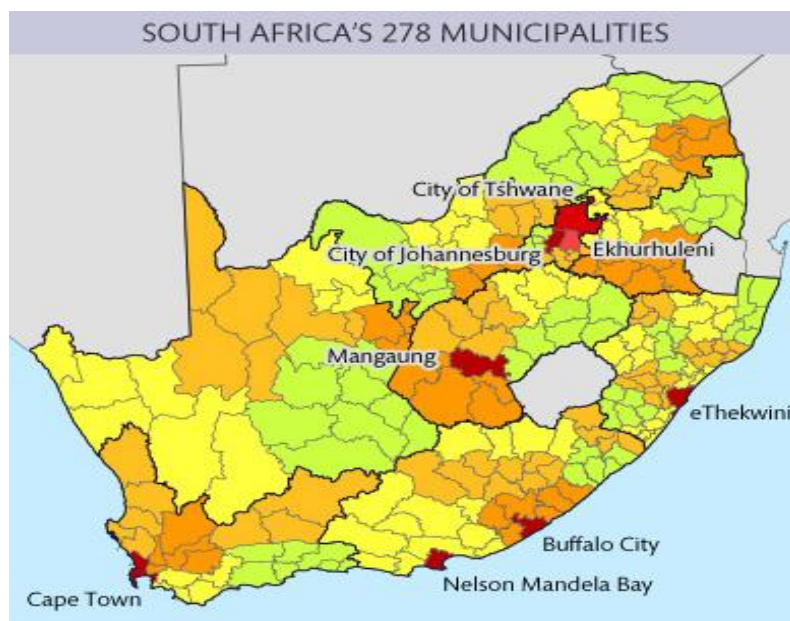 SOUTH AFRICA'S 278 MUNICIPALITIES
City of Tshwane
City of Johannesburg
Ekhurhuleni
Mangaung
eThekwini
Buffalo City
Nelson Mandela Bay
Cape Town